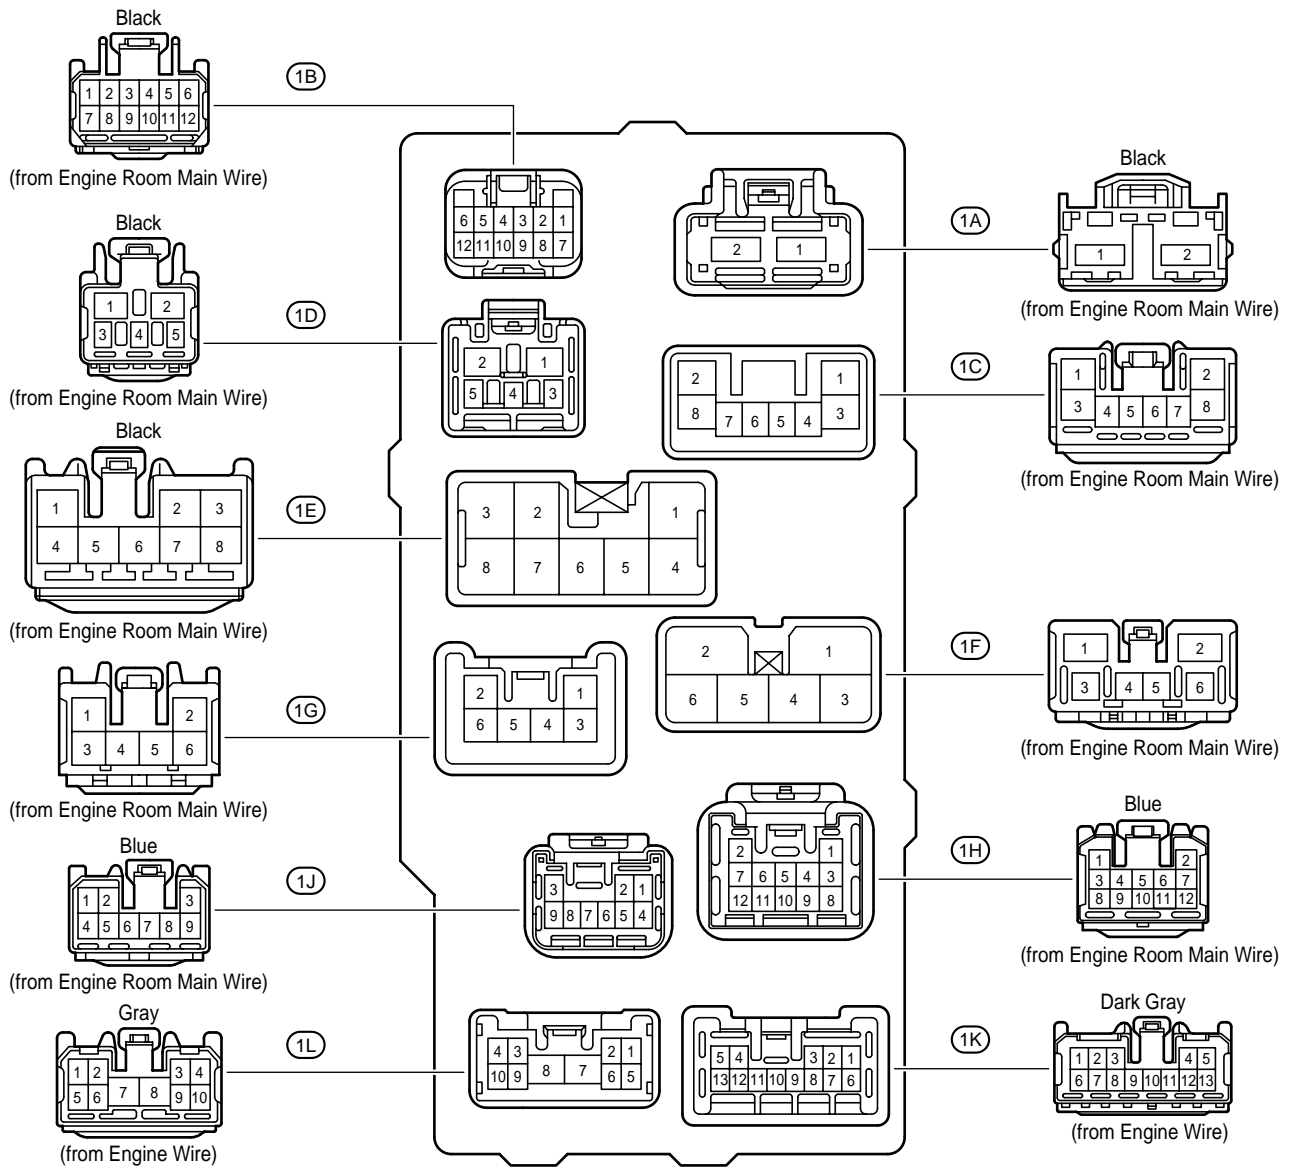 Black
1 2 3 4 5 6
7 8 9 10 11 12
(from Engine Room Main Wire)
1B
6 5 4 3 2 1
12 11 10 9 8 7
2 1
1A
Black
1 2
(from Engine Room Main Wire)
Black
1 2
3 4 5
(from Engine Room Main Wire)
1D
2 1
5 4 3
2 1
8 7 6 5 4 3
1C
1 2
3 4 5 6 7 8
(from Engine Room Main Wire)
Black
1 2 3
4 5 6 7 8
(from Engine Room Main Wire)
1E
3 2 1
8 7 6 5 4
2 1
6 5 4 3
1F
1 2
3 4 5 6
(from Engine Room Main Wire)
1 2
3 4 5 6
(from Engine Room Main Wire)
1G
2 1
6 5 4 3
2 1
7 6 5 4 3
12 11 10 9 8
1H
Blue
1 2
3 4 5 6 7
8 9 10 11 12
(from Engine Room Main Wire)
Blue
1 2 3
4 5 6 7 8 9
(from Engine Room Main Wire)
1J
3 2 1
9 8 7 6 5 4
Gray
1 2 3 4
5 6 7 8 9 10
(from Engine Wire)
1L
4 3 2 1
10 9 8 7 6 5
5 4 3 2 1
13 12 11 10 9 8 7 6
1K
Dark Gray
1 2 3 4 5
6 7 8 9 10 11 12 13
(from Engine Wire)